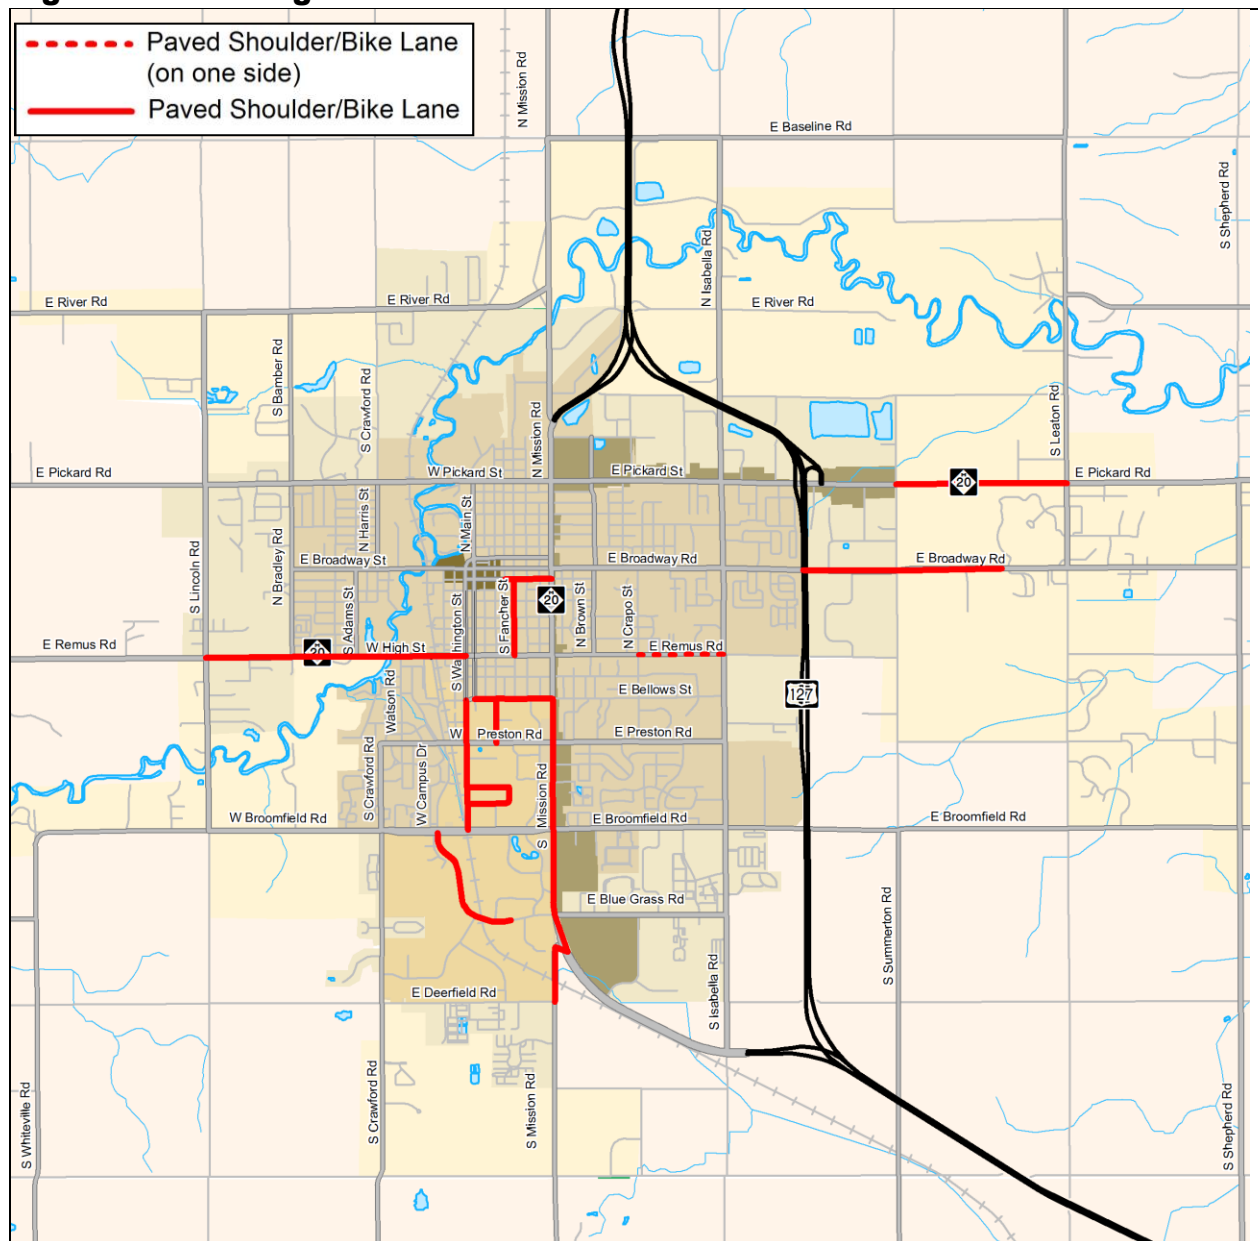 Paved Shoulder/Bike Lane
(on one side)
Paved Shoulder/Bike Lane
N Mission Rd
E Baseline Rd
S Shepherd Rd
N Isabella Rd
E River Rd
E River Rd
E River Rd
S Bamber Rd
S Crawford Rd
N Mission Rd
S Leaton Rd
E Pickard Rd
W Pickard St
E Pickard St
E Pickard Rd
20
N Harris St
N Main St
N Bradley Rd
S Lincoln Rd
E Broadway St
E Broadway Rd
E Broadway Rd
S Adams St
S Washington St
S Fancher St
20
N Brown St
N Crapo St
E Remus Rd
20
W High St
E Remus Rd
Watson Rd
E Bellows St
127
W Preston Rd
E Preston Rd
S Crawford Rd
W Campus Dr
S Mission Rd
W Broomfield Rd
E Broomfield Rd
E Broomfield Rd
E Blue Grass Rd
S Summerton Rd
S Isabella Rd
E Deerfield Rd
S Whiteville Rd
S Crawford Rd
S Mission Rd
S Shepherd Rd